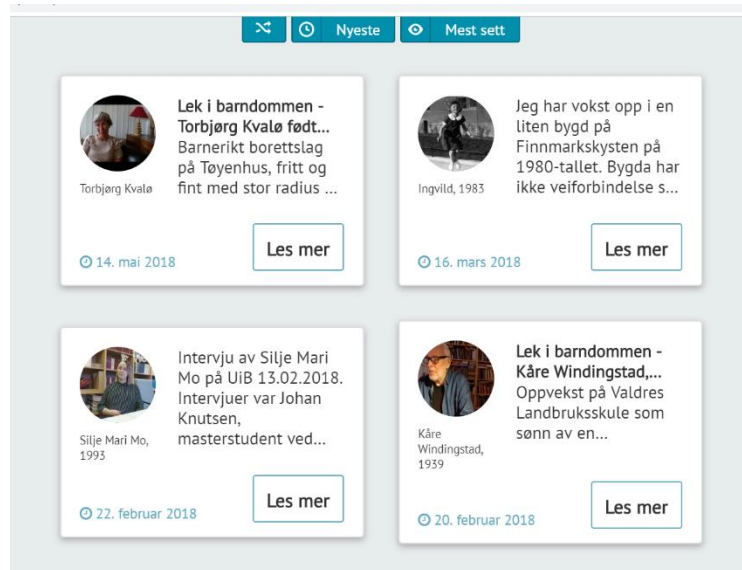 Nyeste
Mest sett
Lek i barndommen -
Torbjørg Kvalø født...
Barnerikt borettslag
på Tøyenhus, fritt og
fint med stor radius ...
Torbjørg Kvalø
14. mai 2018
Les mer
Jeg har vokst opp i en
liten bygd på
Finnmarkskysten på
1980-tallet. Bygda har
ikke veiforbindelse s...
Ingvild, 1983
16. mars 2018
Les mer
Intervju av Silje Mari
Mo på UiB 13.02.2018.
Intervjuer var Johan
Knutsen,
masterstudent ved...
Silje Mari Mo,
1993
22. februar 2018
Les mer
Lek i barndommen -
Kåre Windingstad,...
Oppvekst på Valdres
Landbruksskule som
sønn av en...
Kåre
Windingstad,
1939
20. februar 2018
Les mer